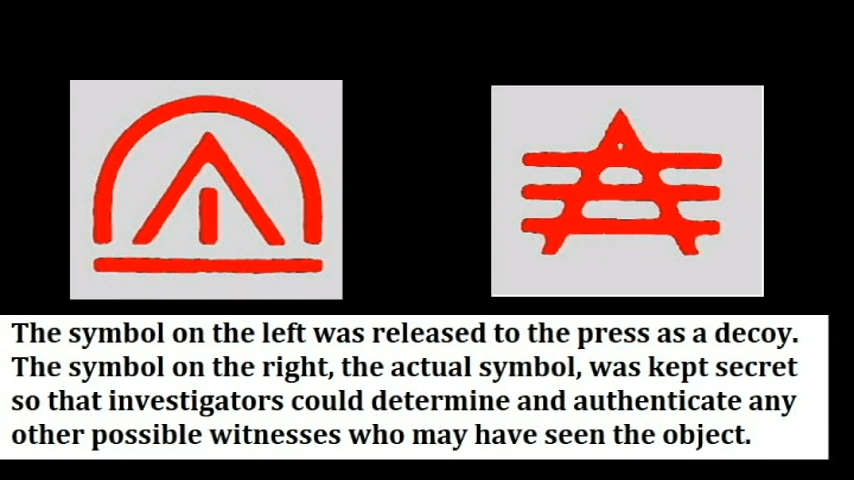 The symbol on the left was released to the press as a decoy.
The symbol on the right, the actual symbol, was kept secret
so that investigators could determine and authenticate any
other possible witnesses who may have seen the object.